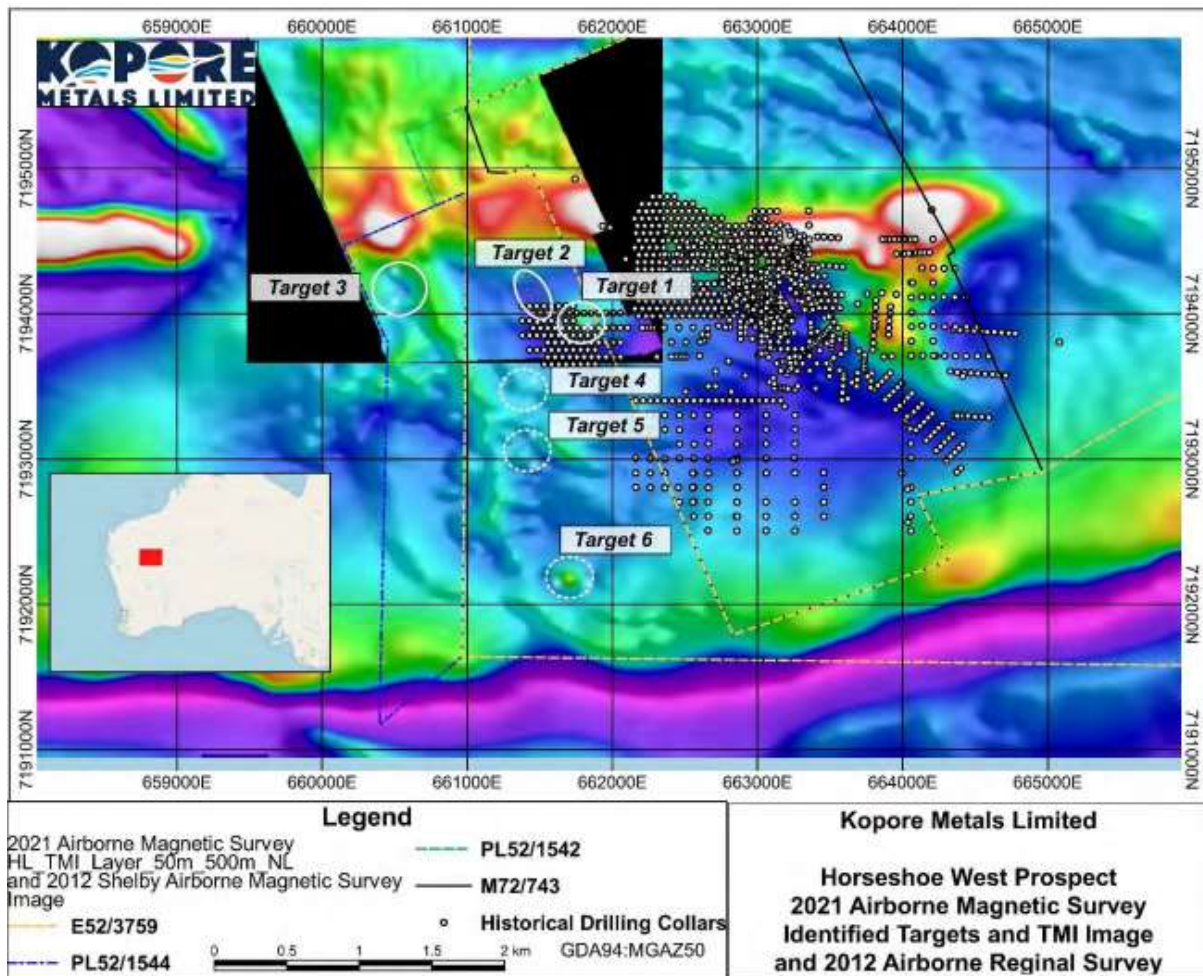 659000E 660000E 661000E 662000E 663000E 664000E 665000E
KOPORE
METALS LIMITED
7195000N
7195000N
Target 2
Target 3
Target 1
7194000N
7194000N
Target 4
Target 5
7193000N
7193000N
Target 6
7192000N
7192000N
7191000N
7191000N
659000E 660000E 661000E 662000E 663000E 664000E 665000E
Legend
2021 Airborne Magnetic Survey
HL_TMI_Layer_50m_500m_NL
and 2012 Shelby Airborne Magnetic Survey
Image
E52/3759
PL52/1544
PL52/1542
M72/743
Historical Drilling Collars
0 0.5 1 1.5 2 km
GDA94:MGAZ50
Kopore Metals Limited
Horseshoe West Prospect
2021 Airborne Magnetic Survey
Identified Targets and TMI Image
and 2012 Airborne Reginal Survey